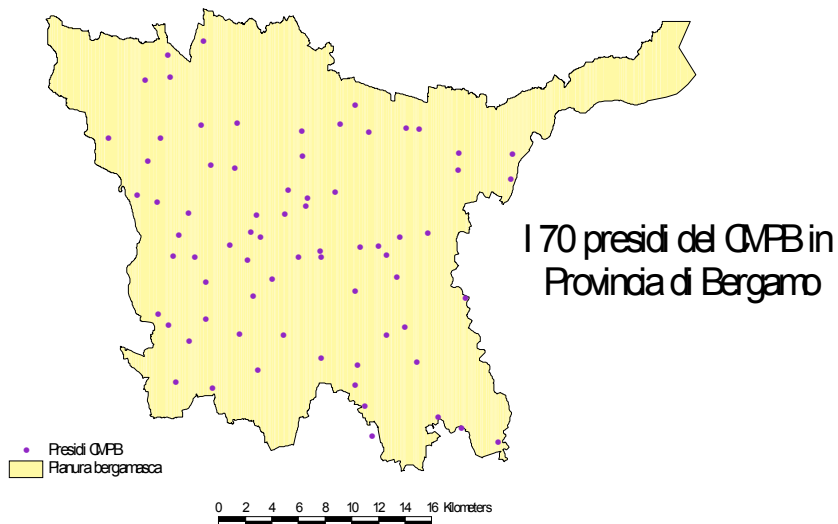 I 70 presidi del CMPB in
Provincia di Bergamo
Presidi CMPB
Pianura bergamasca
0 2 4 6 8 10 12 14 16 Kilometers